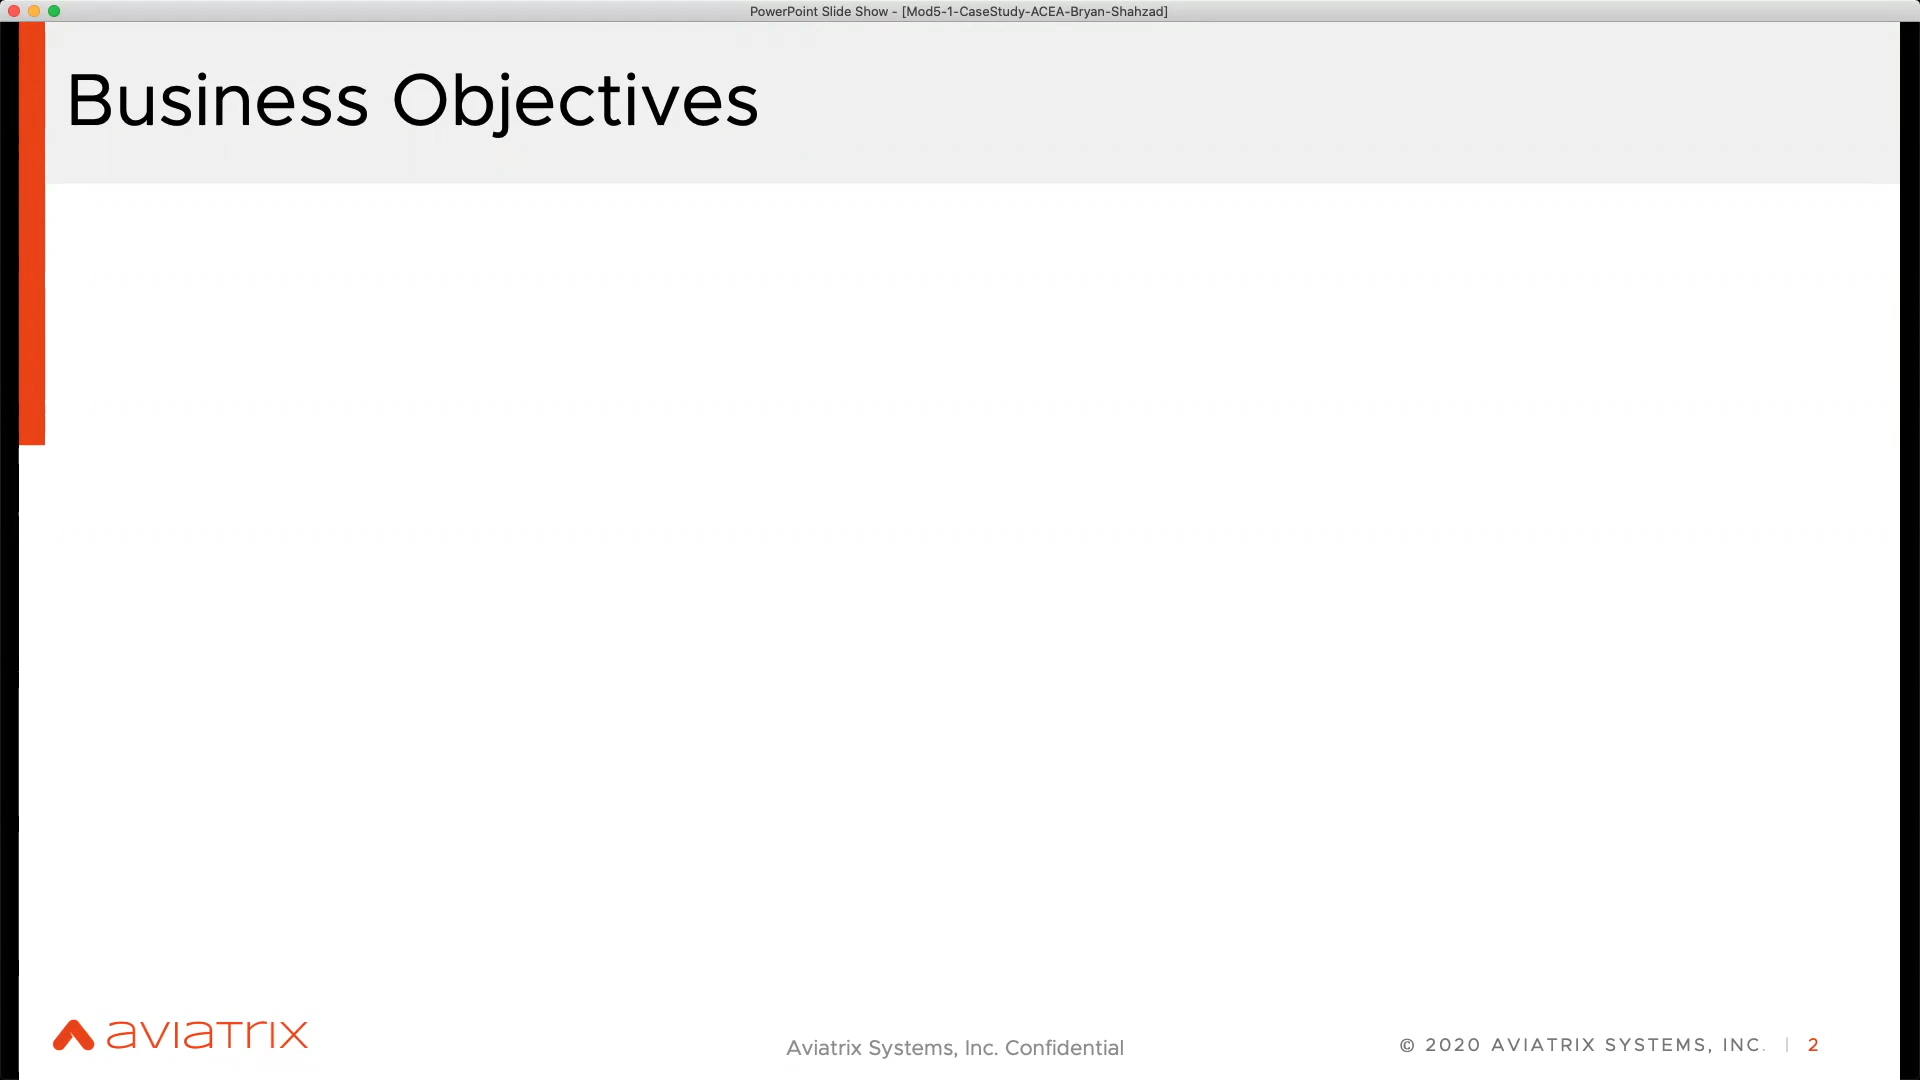 PowerPoint Slide Show - [Mod5-1-CaseStudy-ACEA-Bryan-Shahzad]
Business Objectives
aviatrix
Aviatrix Systems, Inc. Confidential
© 2020 AVIATRIX SYSTEMS, INC. | 2